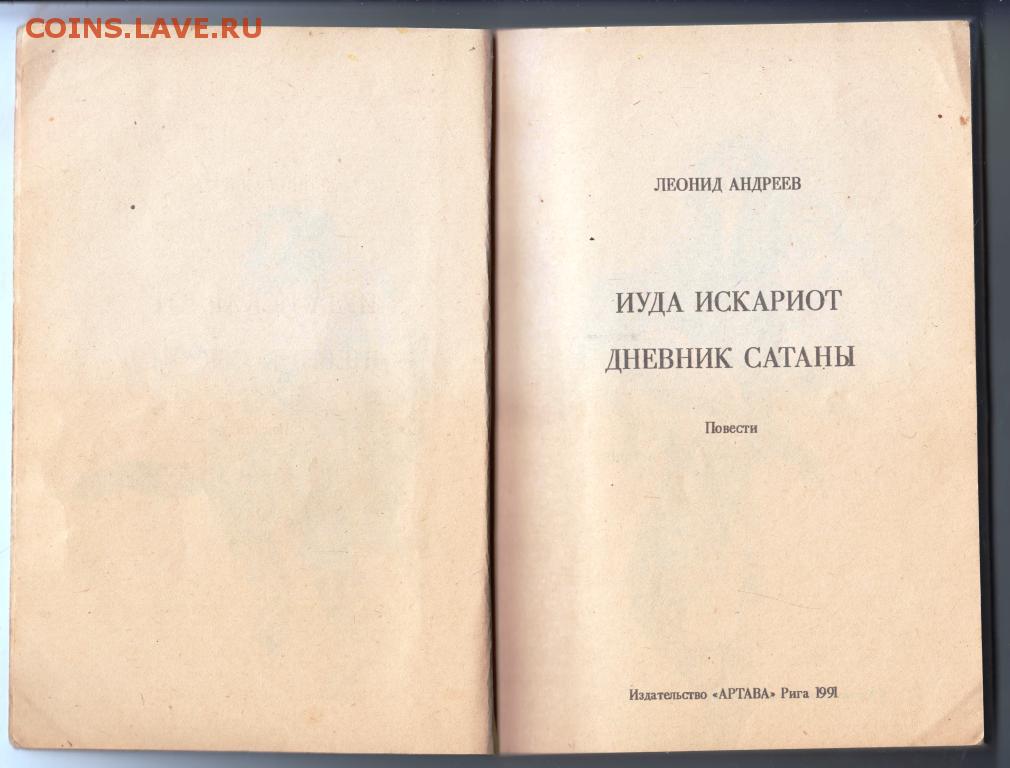 COINS.LAVE.RU
ЛЕОНИД АНДРЕЕВ
ИУДА ИСКАРИОТ
ДНЕВНИК САТАНЫ
Повести
Издательство «АРТАВА» Рига 1991